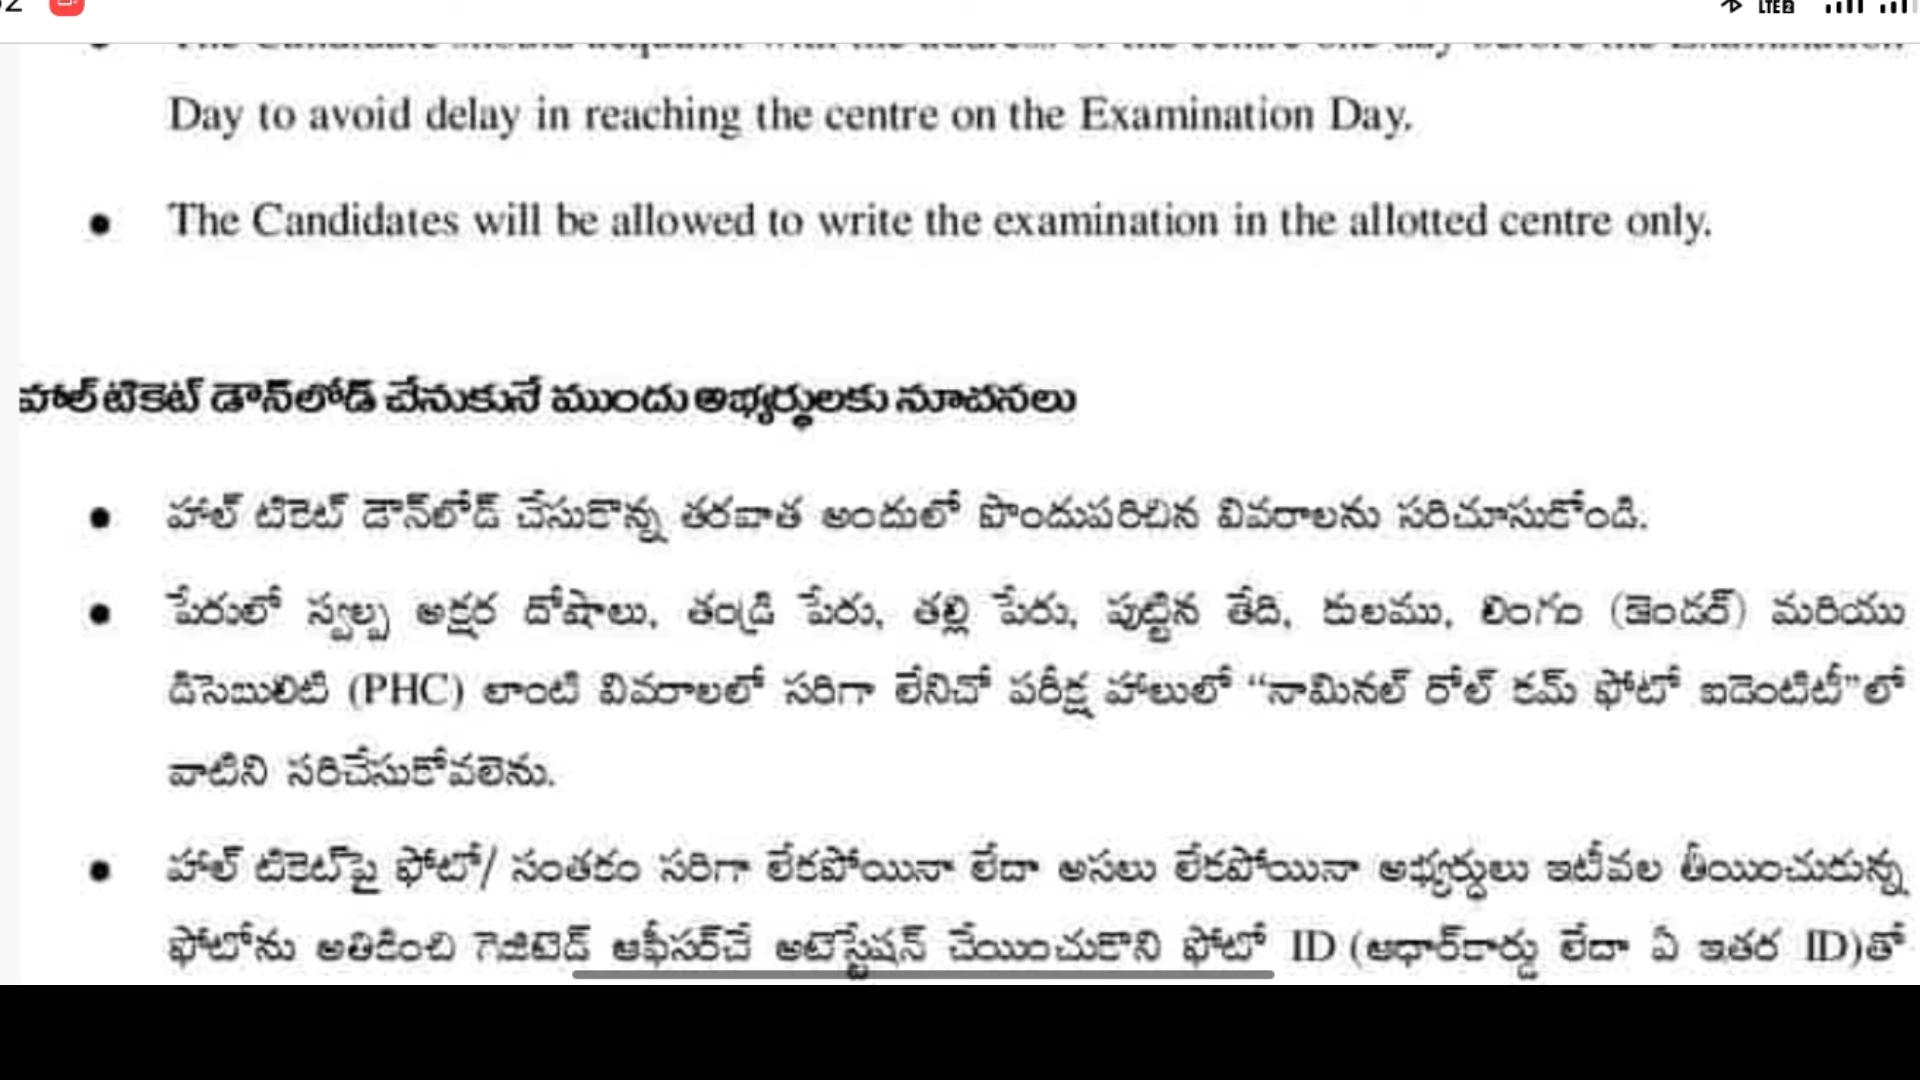 LTE2
Day to avoid delay in reaching the centre on the Examination Day.
● The Candidates will be allowed to write the examination in the allotted centre only.
హాల్ టికెట్ డౌన్‌లోడ్ చేసుకునే ముందు అభ్యర్థులకు సూచనలు
● హాల్ టికెట్ డౌన్‌లోడ్ చేసుకొన్న తరవాత అందులో పొందుపరిచిన వివరాలను సరిచూసుకోండి.
● పేరులో స్వల్ప అక్షర దోషాలు, తండ్రి పేరు, తల్లి పేరు, పుట్టిన తేది, కులము, లింగం (జెండర్) మరియు
డిసెబులిటి (PHC) లాంటి వివరాలలో సరిగా లేనిచో పరీక్ష హాలులో “నామినల్ రోల్ కమ్ ఫోటో ఐడెంటిటీ”లో
వాటిని సరిచేసుకోవలెను.
● హాల్ టికెట్‌పై ఫోటో/ సంతకం సరిగా లేకపోయినా లేదా అసలు లేకపోయినా అభ్యర్థులు ఇటీవల తీయించుకున్న
ఫోటోను అతికించి గెజిటెడ్ ఆఫీసర్‌చే అటెస్టేషన్ చేయించుకొని ఫోటో ID (ఆధార్‌కార్డు లేదా ఏ ఇతర ID)తో